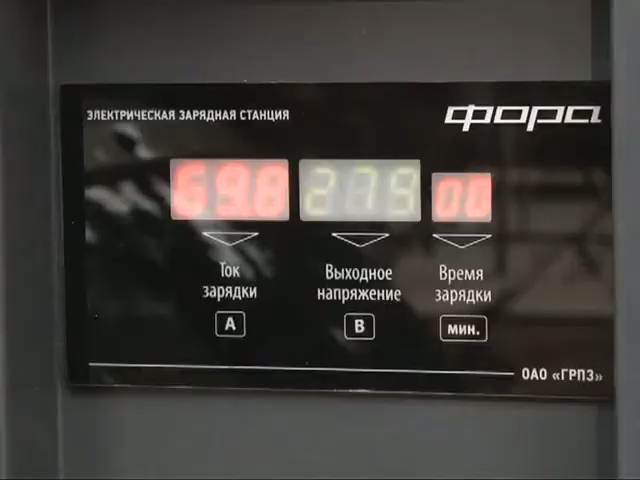 ЭЛЕКТРИЧЕСКАЯ ЗАРЯДНАЯ СТАНЦИЯ
фора
69.8 279 00
Ток зарядки
Выходное напряжение
Время зарядки
А В мин.
ОАО «ГРПЗ»